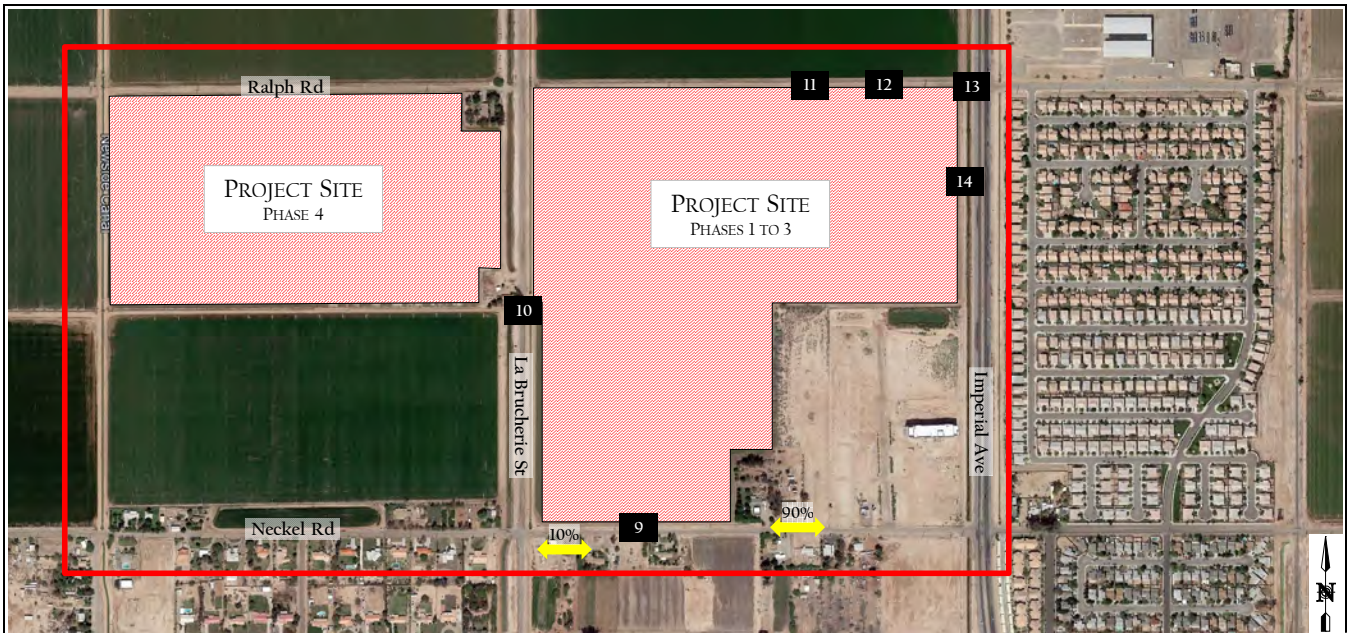 Ralph Rd
11
12
13
PROJECT SITE
PHASE 4
PROJECT SITE
PHASES 1 TO 3
14
10
La Brucherie St
Imperial Ave
Neckel Rd
10%
9
90%
N